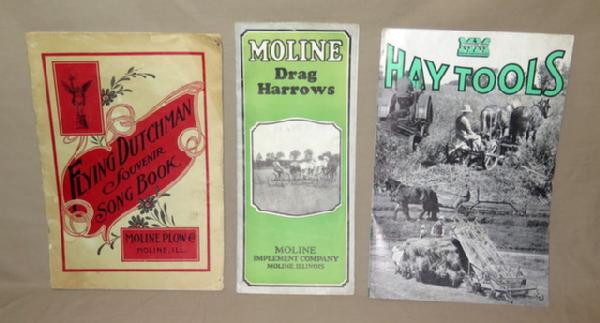 FLYING DUTCHMAN
SOUVENIR
SONG BOOK
MOLINE PLOW Co
MOLINE, ILL.
MOLINE
Drag
Harrows
MOLINE
IMPLEMENT COMPANY
MOLINE, ILLINOIS
HAY TOOLS